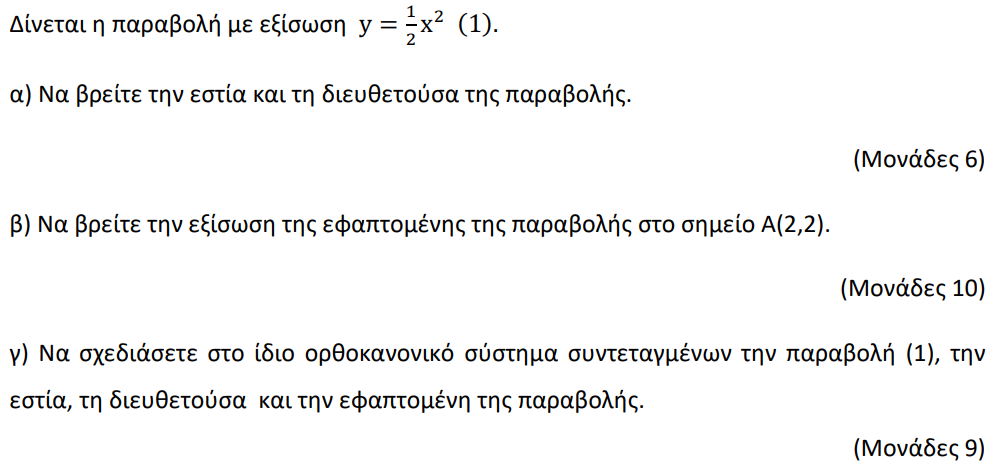 Δίνεται η παραβολή με εξίσωση y = \frac{1}{2}x² (1).
α) Να βρείτε την εστία και τη διευθετούσα της παραβολής.
(Μονάδες 6)
β) Να βρείτε την εξίσωση της εφαπτομένης της παραβολής στο σημείο Α(2,2).
(Μονάδες 10)
γ) Να σχεδιάσετε στο ίδιο ορθοκανονικό σύστημα συντεταγμένων την παραβολή (1), την
εστία, τη διευθετούσα και την εφαπτομένη της παραβολής.
(Μονάδες 9)